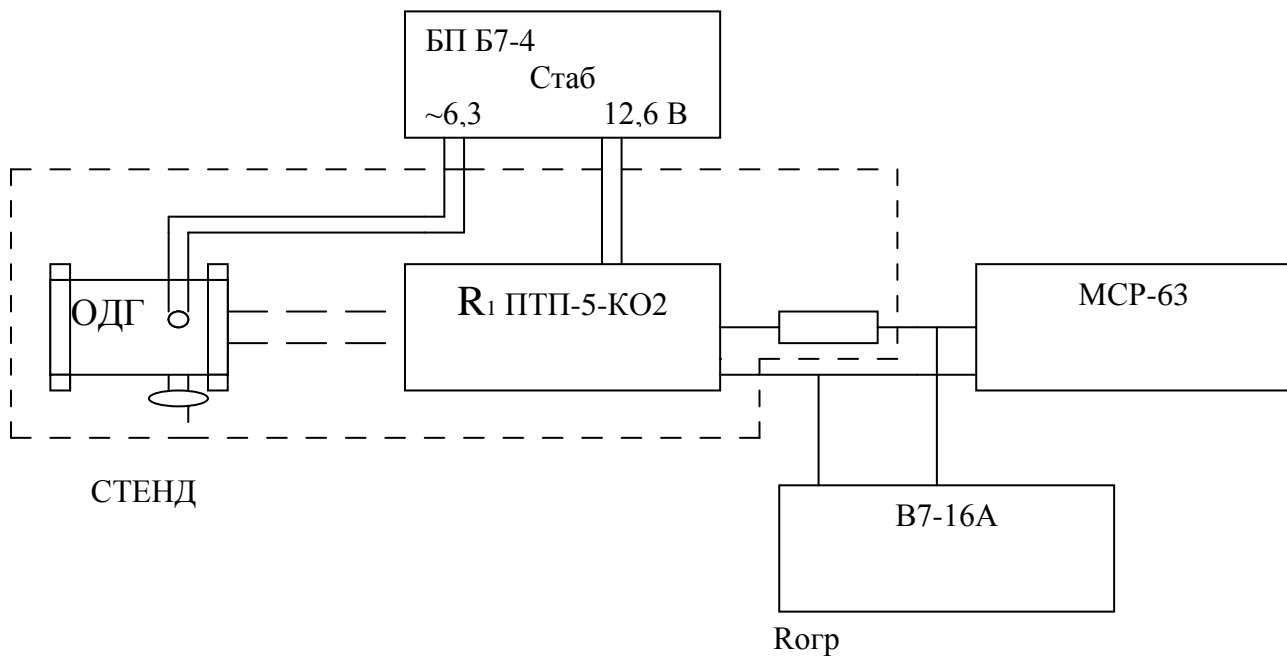 БП Б7-4
Стаб
~6,3 12,6 В
ОДГ
R₁ ПТП-5-КО2
МСР-63
СТЕНД
В7-16А
Rогр